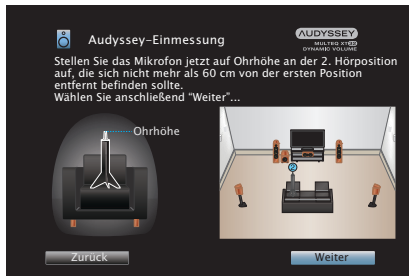 Audyssey-Einmessung
AUDYSSEY
MULTEQ XT32
DYNAMIC VOLUME
Stellen Sie das Mikrofon jetzt auf Ohrhöhe an der 2. Hörposition
auf, die sich nicht mehr als 60 cm von der ersten Position
entfernt befinden sollte.
Wählen Sie anschließend “Weiter”...
Ohrhöhe
2
Zurück
Weiter